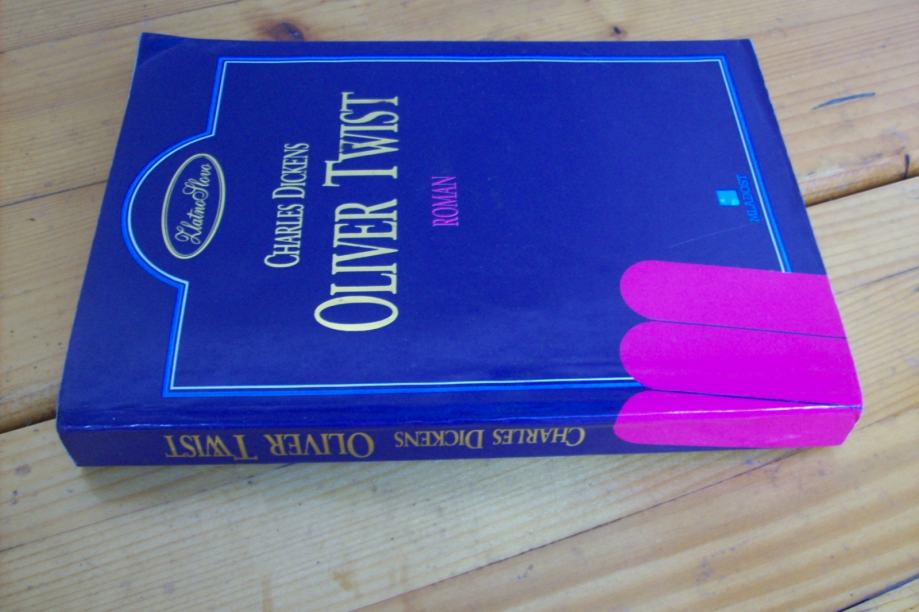 Zlatno Slovo
CHARLES DICKENS
OLIVER TWIST
ROMAN
MLADOST
CHARLES DICKENS OLIVER TWIST